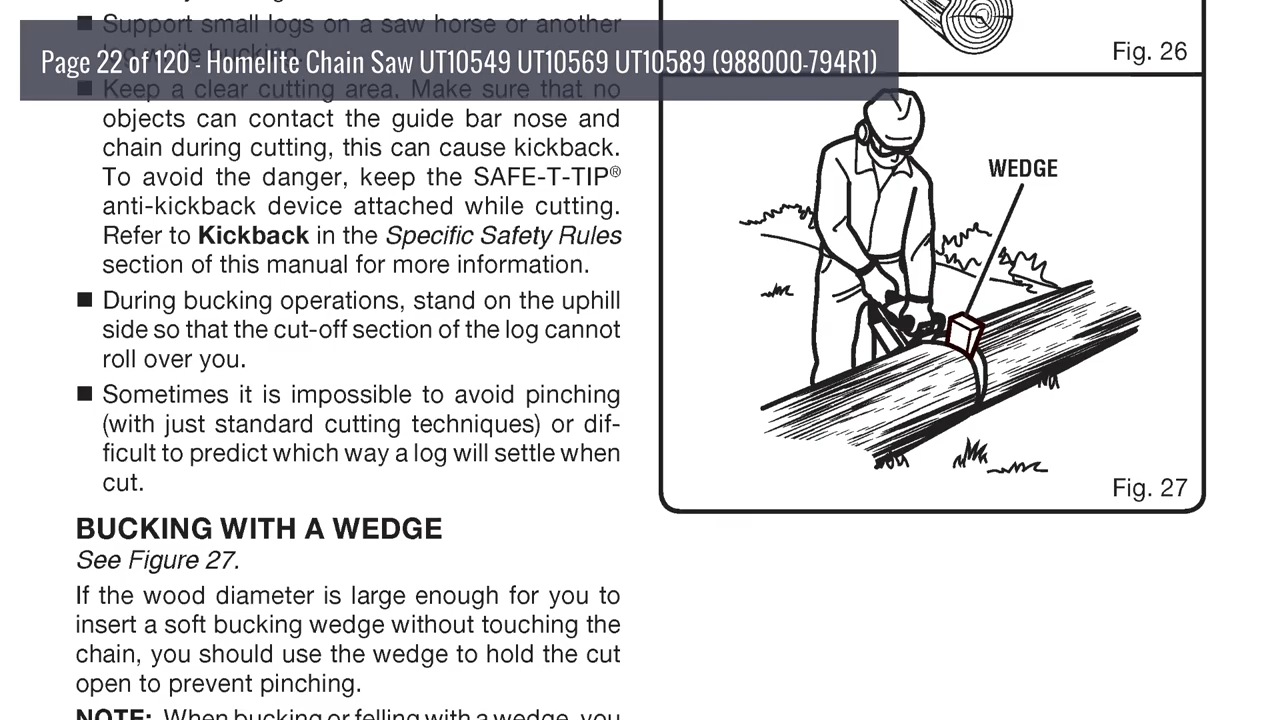 Support small logs on a saw horse or another
log while bucking.
Page 22 of 120 - Homelite Chain Saw UT10549 UT10569 UT10589 (988000-794R1)
Keep a clear cutting area. Make sure that no
objects can contact the guide bar nose and
chain during cutting, this can cause kickback.
To avoid the danger, keep the SAFE-T-TIP®
anti-kickback device attached while cutting.
Refer to Kickback in the Specific Safety Rules
section of this manual for more information.
During bucking operations, stand on the uphill
side so that the cut-off section of the log cannot
roll over you.
Sometimes it is impossible to avoid pinching
(with just standard cutting techniques) or dif-
ficult to predict which way a log will settle when
cut.
BUCKING WITH A WEDGE
See Figure 27.
If the wood diameter is large enough for you to
insert a soft bucking wedge without touching the
chain, you should use the wedge to hold the cut
open to prevent pinching.
NOTE: When bucking or felling with a wedge, you
Fig. 26
WEDGE
Fig. 27